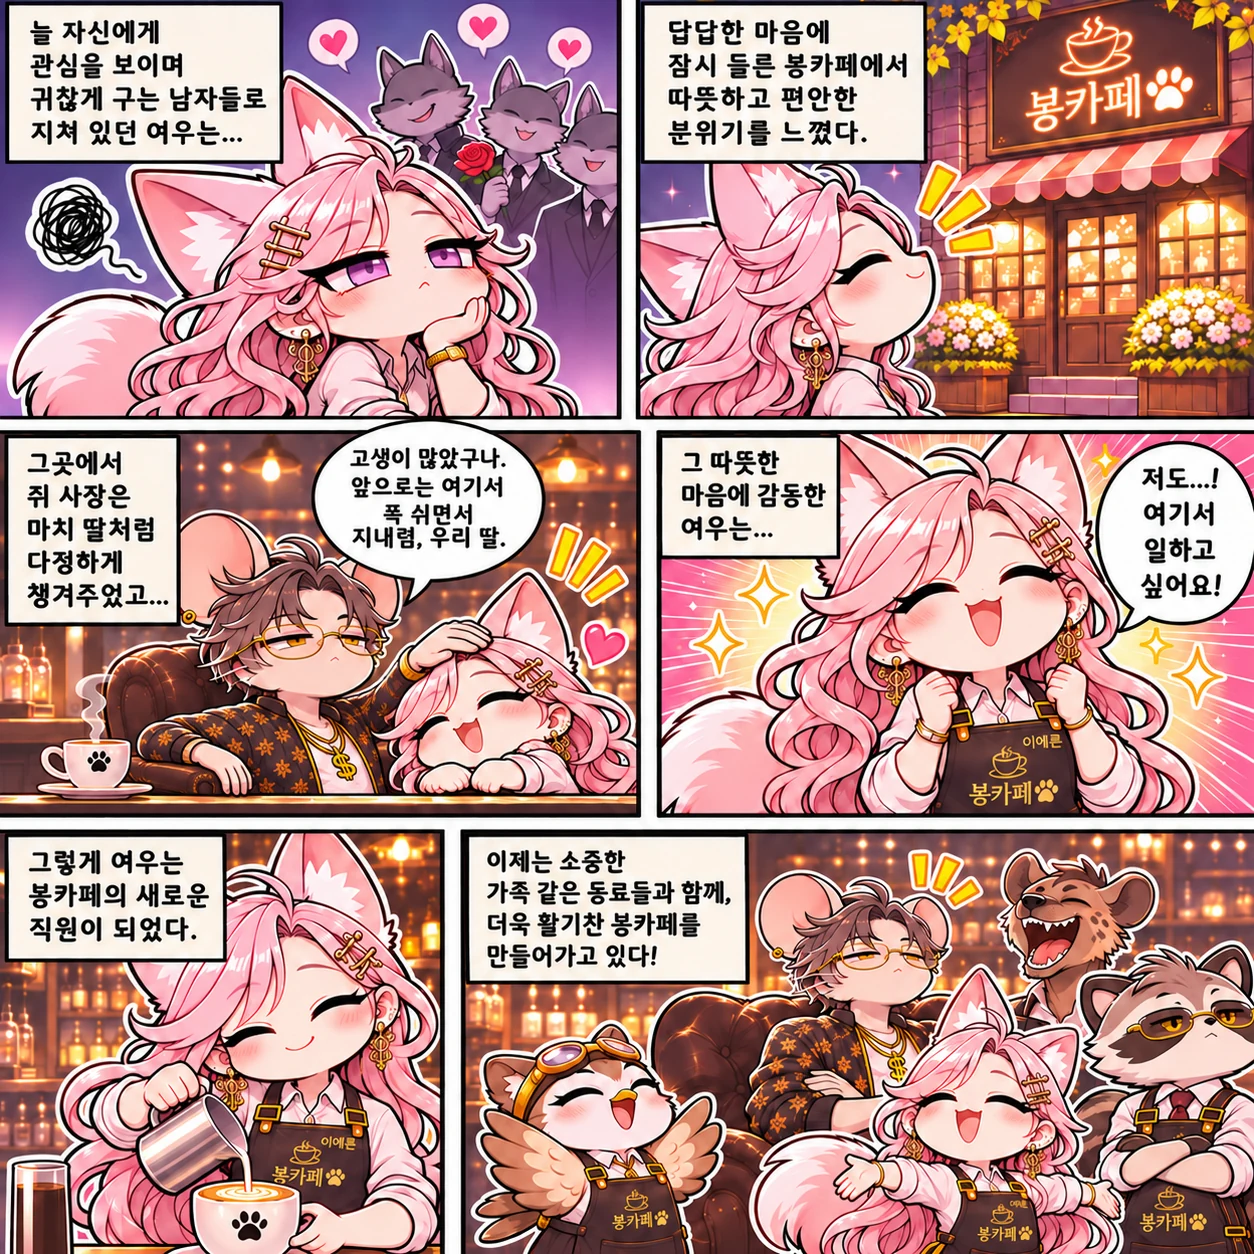 늘 자신에게
관심을 보이며
귀찮게 구는 남자들로
지쳐 있던 여우는...
답답한 마음에
잠시 들른 봉카페에서
따뜻하고 편안한
분위기를 느꼈다.
봉카페
그곳에서
쥐 사장은
마치 딸처럼
다정하게
챙겨주었고...
고생이 많았구나.
앞으로는 여기서
푹 쉬면서
지내렴, 우리 딸.
그 따뜻한
마음에 감동한
여우는...
저도...!
여기서
일하고
싶어요!
이에른
봉카페
그렇게 여우는
봉카페의 새로운
직원이 되었다.
이에른
봉카페
이제는 소중한
가족 같은 동료들과 함께,
더욱 활기찬 봉카페를
만들어가고 있다!
봉카페
봉카페
봉카페